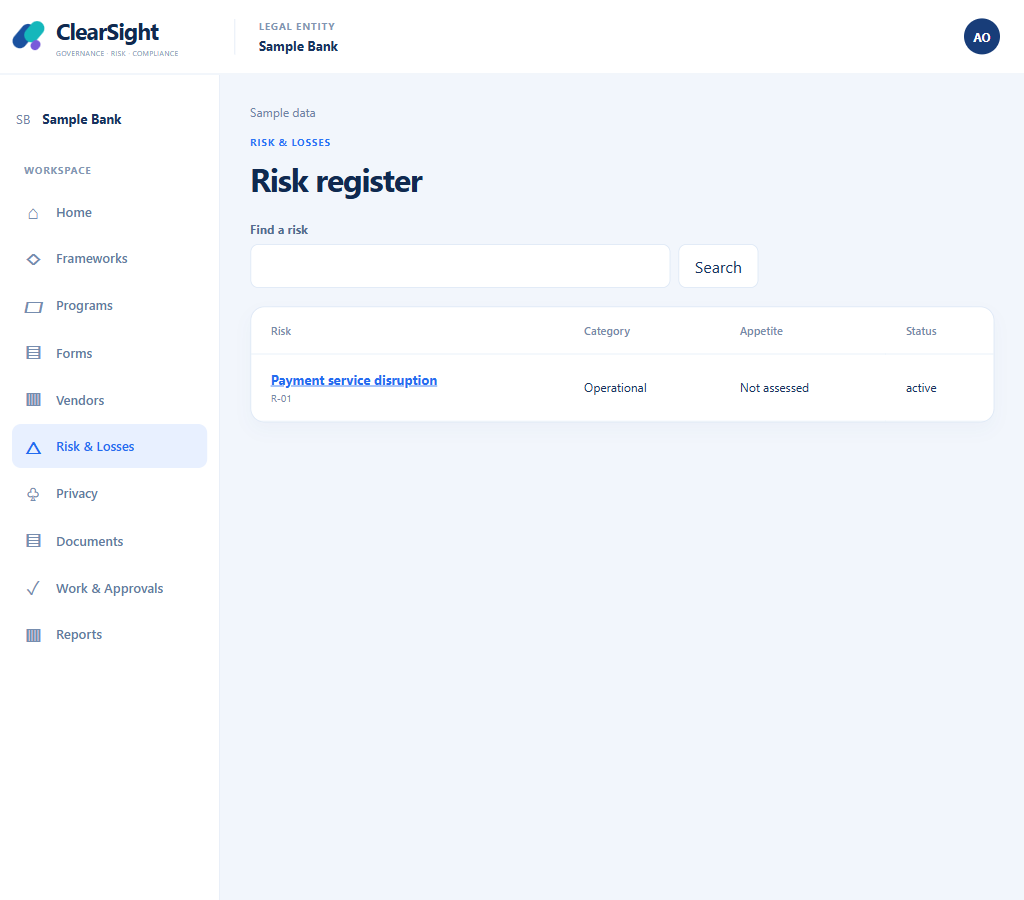 ClearSight
GOVERNANCE · RISK · COMPLIANCE
LEGAL ENTITY
Sample Bank
AO
SB Sample Bank
WORKSPACE
Home
Frameworks
Programs
Forms
Vendors
Risk & Losses
Privacy
Documents
Work & Approvals
Reports
Sample data
RISK & LOSSES
Risk register
Find a risk
Search
Risk Category Appetite Status
Payment service disruption Operational Not assessed active
R-01